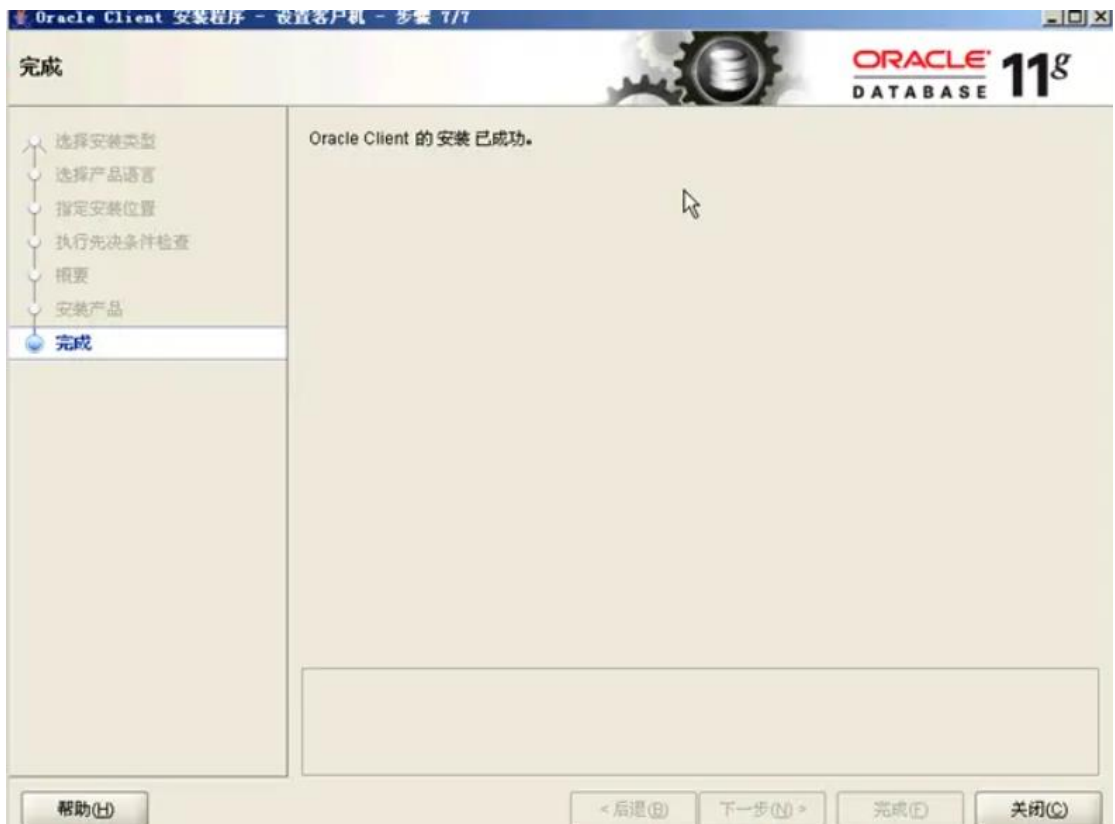 Oracle Client 安装程序 - 设置客户机 - 步骤 7/7
完成
ORACLE
DATABASE
11g
选择安装类型
选择产品语言
指定安装位置
执行先决条件检查
概要
安装产品
完成
Oracle Client 的 安装 已成功。
帮助(H)
< 后退(B)
下一步(N) >
完成(F)
关闭(C)